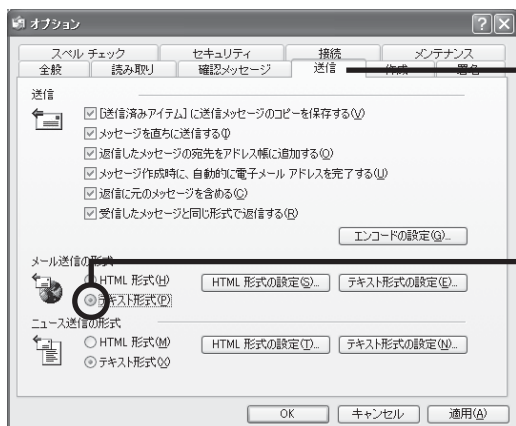 オプション
スペル チェック セキュリティ 接続 メンテナンス
全般 読み取り 確認メッセージ 送信 作成 署名
送信
[送信済みアイテム] に送信メッセージのコピーを保存する(V)
メッセージを直ちに送信する(I)
返信したメッセージの宛先をアドレス帳に追加する(O)
メッセージ作成時に、自動的に電子メール アドレスを完了する(U)
返信に元のメッセージを含める(C)
受信したメッセージと同じ形式で返信する(R)
エンコードの設定(G)...
メール送信の形式
HTML 形式(H) HTML 形式の設定(S)... テキスト形式の設定(E)...
テキスト形式(P)
ニュース送信の形式
HTML 形式(M) HTML 形式の設定(T)... テキスト形式の設定(N)...
テキスト形式(X)
OK キャンセル 適用(A)